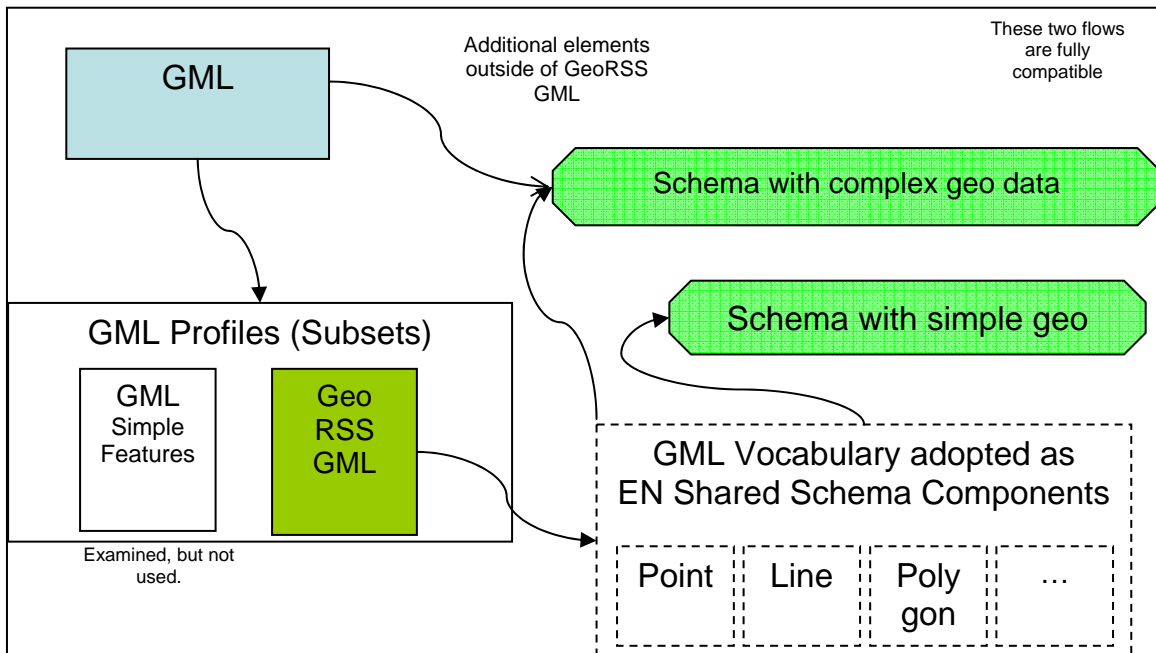 GML
Additional elements
outside of GeoRSS
GML
These two flows
are fully
compatible
Schema with complex geo data
Schema with simple geo
GML Profiles (Subsets)
GML
Simple
Features
Geo
RSS
GML
Examined, but not
used.
GML Vocabulary adopted as
EN Shared Schema Components
Point
Line
Poly
gon
…